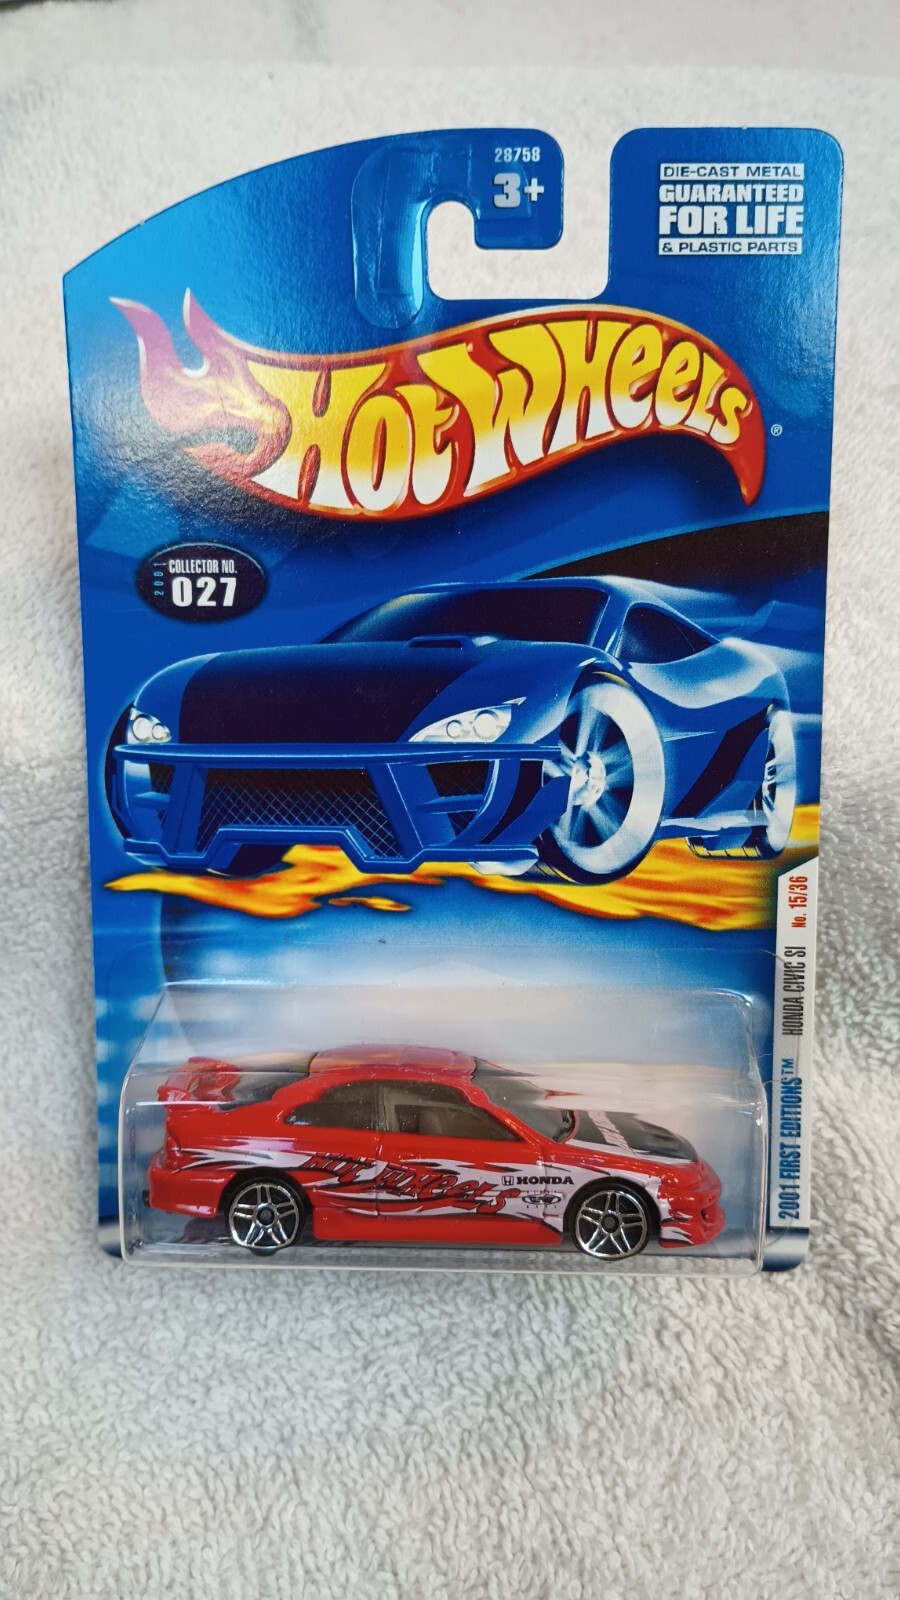 28758
3+
DIE-CAST METAL
GUARANTEED
FOR LIFE
& PLASTIC PARTS
HOT WHEELS ®
2001
COLLECTOR NO.
027
2001 FIRST EDITIONS™ HONDA CIVIC SI No. 15/36
HOT WHEELS
HONDA